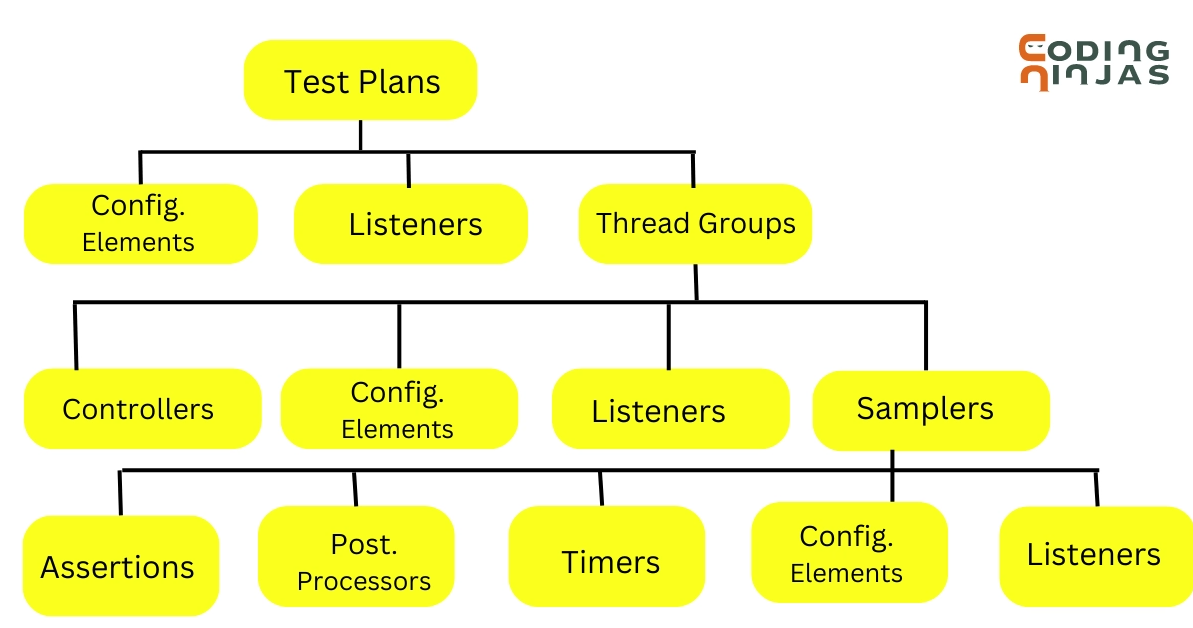 CODING
NINJAS
Test Plans
Config.
Elements
Listeners
Thread Groups
Controllers
Config.
Elements
Listeners
Samplers
Assertions
Post.
Processors
Timers
Config.
Elements
Listeners